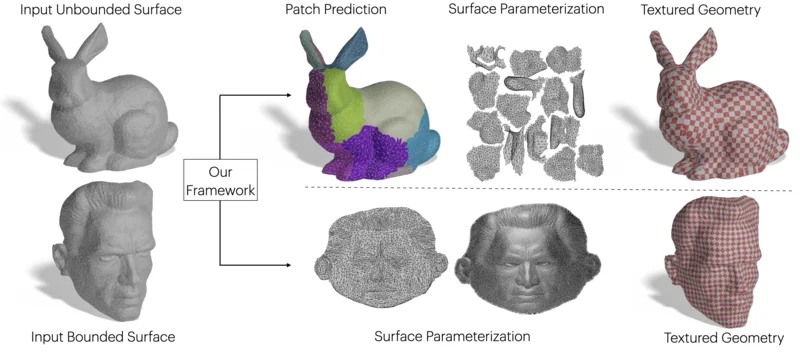 Input Unbounded Surface
Patch Prediction
Surface Parameterization
Textured Geometry
Our
Framework
Input Bounded Surface
Surface Parameterization
Textured Geometry